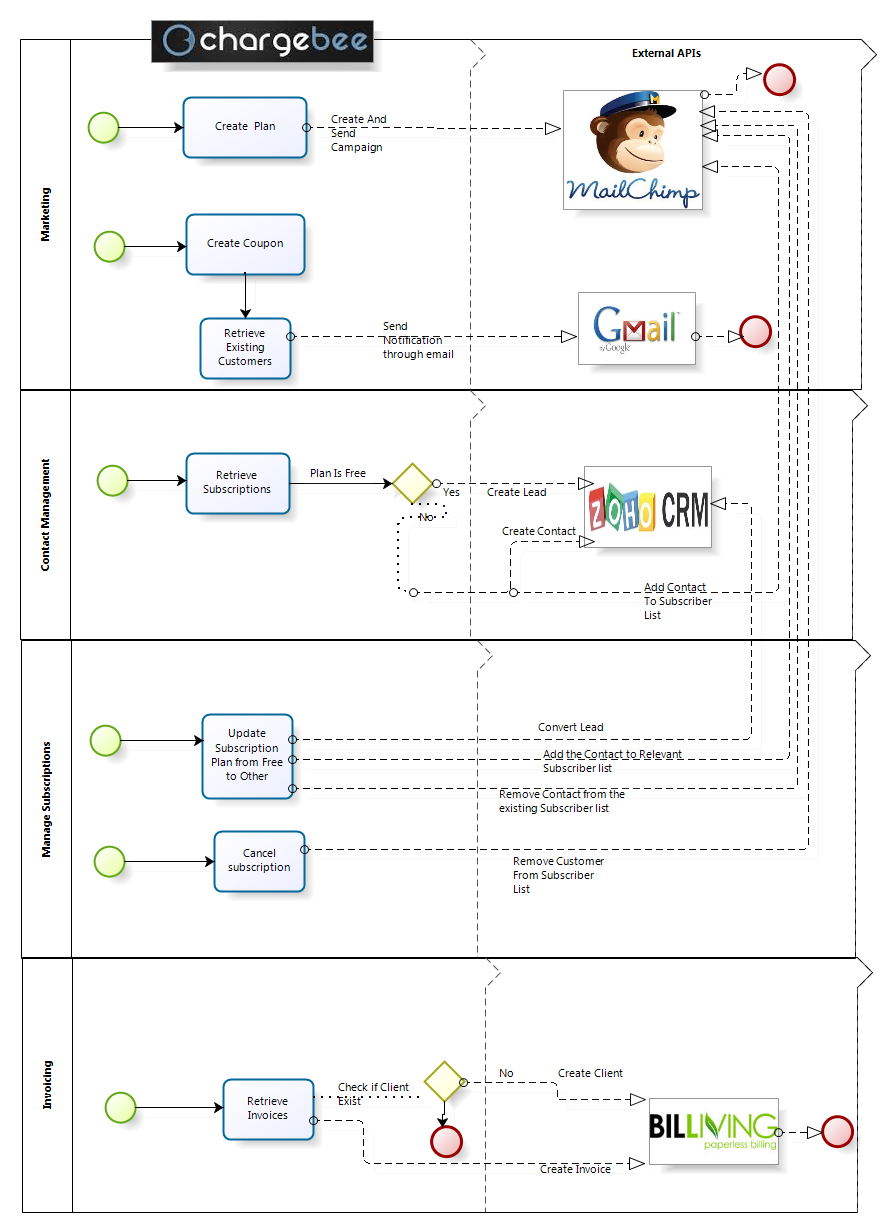 chargebee
External APIs
Marketing
Create Plan
Create And
Send
Campaign
M
MailChimp
Create Coupon
Retrieve
Existing
Customers
Send
Notification
through email
Gmail
by Google
Contact Management
Retrieve
Subscriptions
Plan Is Free
Yes
No
Create Lead
Create Contact
ZOHO CRM
Add Contact
To Subscriber
List
Manage Subscriptions
Update
Subscription
Plan from Free
to Other
Convert Lead
Add the Contact to Relevant
Subscriber list
Remove Contact from the
existing Subscriber list
Cancel
subscription
Remove Customer
From Subscriber
List
Invoicing
Retrieve
Invoices
Check if Client
Exist
No
Create Client
Create Invoice
BILLIVING
paperless billing